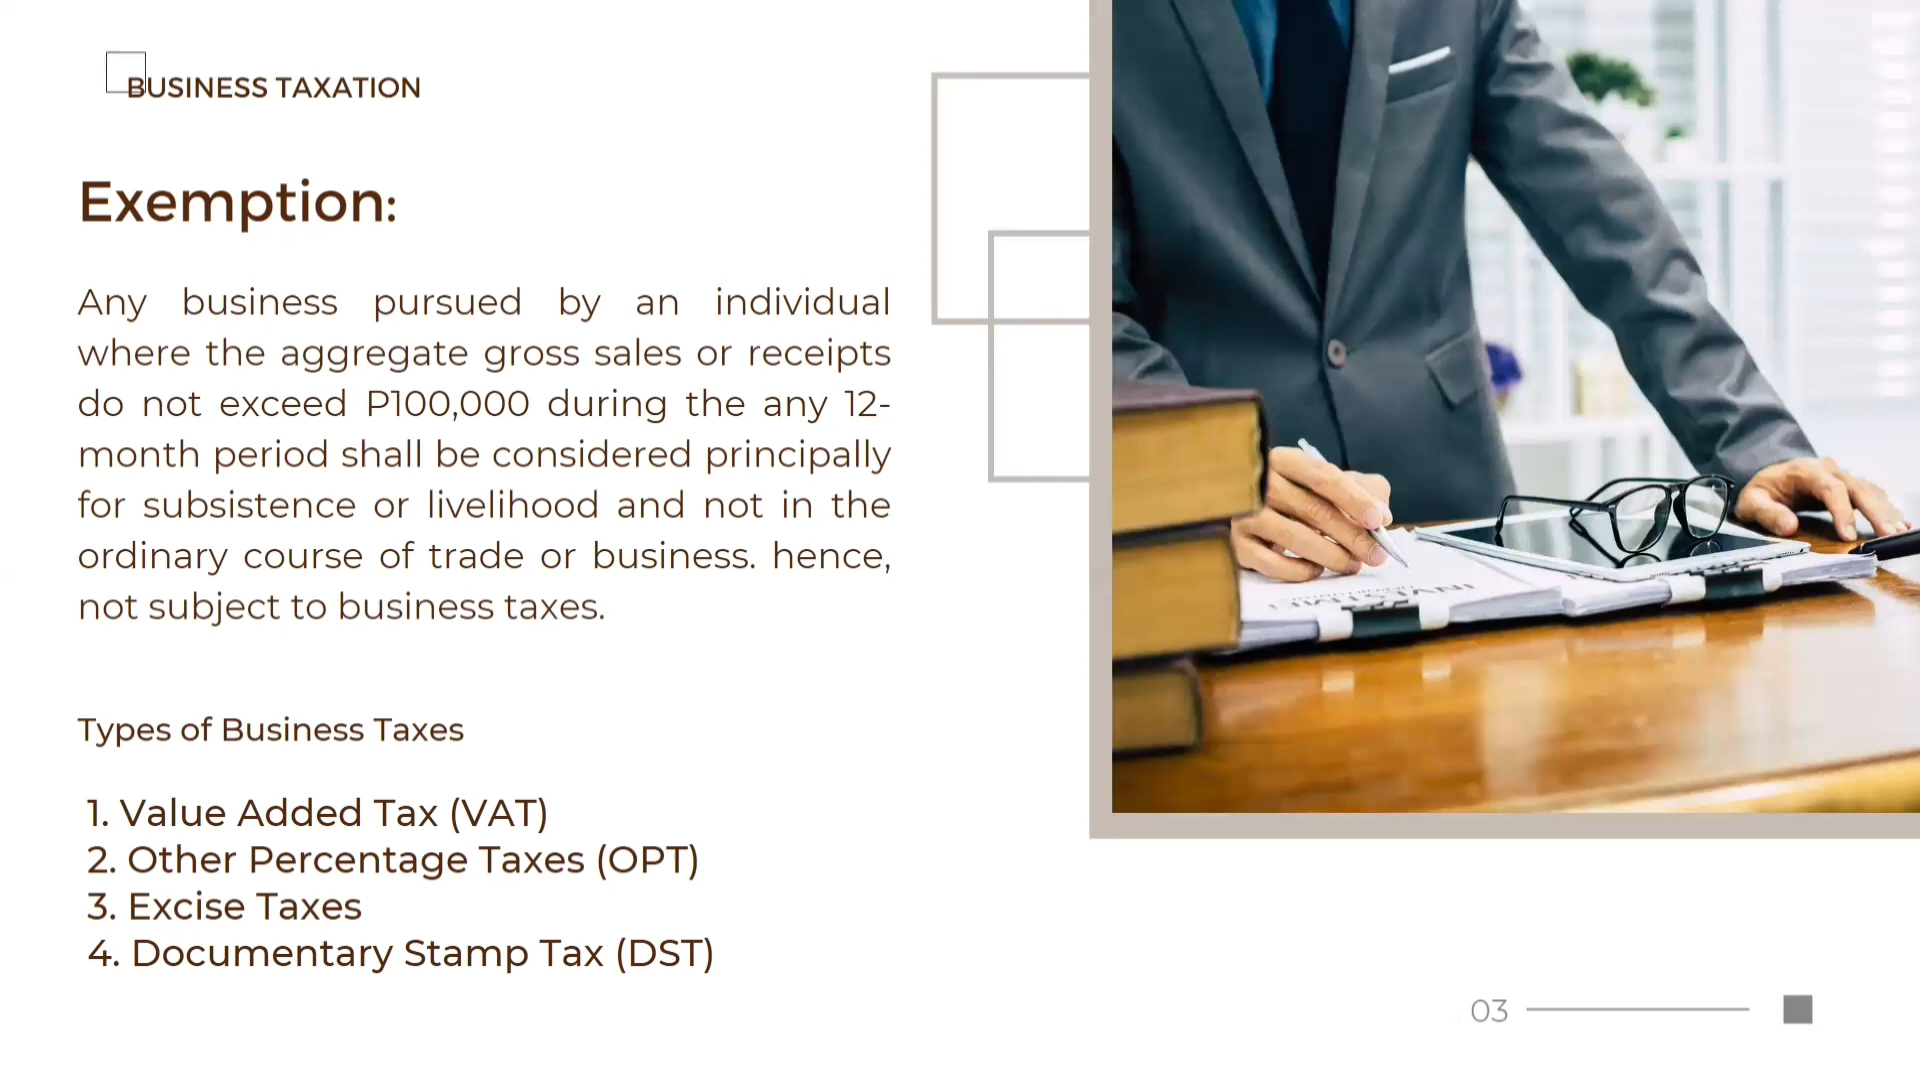 BUSINESS TAXATION
Exemption:
Any business pursued by an individual
where the aggregate gross sales or receipts
do not exceed P100,000 during the any 12-
month period shall be considered principally
for subsistence or livelihood and not in the
ordinary course of trade or business. hence,
not subject to business taxes.
Types of Business Taxes
1. Value Added Tax (VAT)
2. Other Percentage Taxes (OPT)
3. Excise Taxes
4. Documentary Stamp Tax (DST)
03